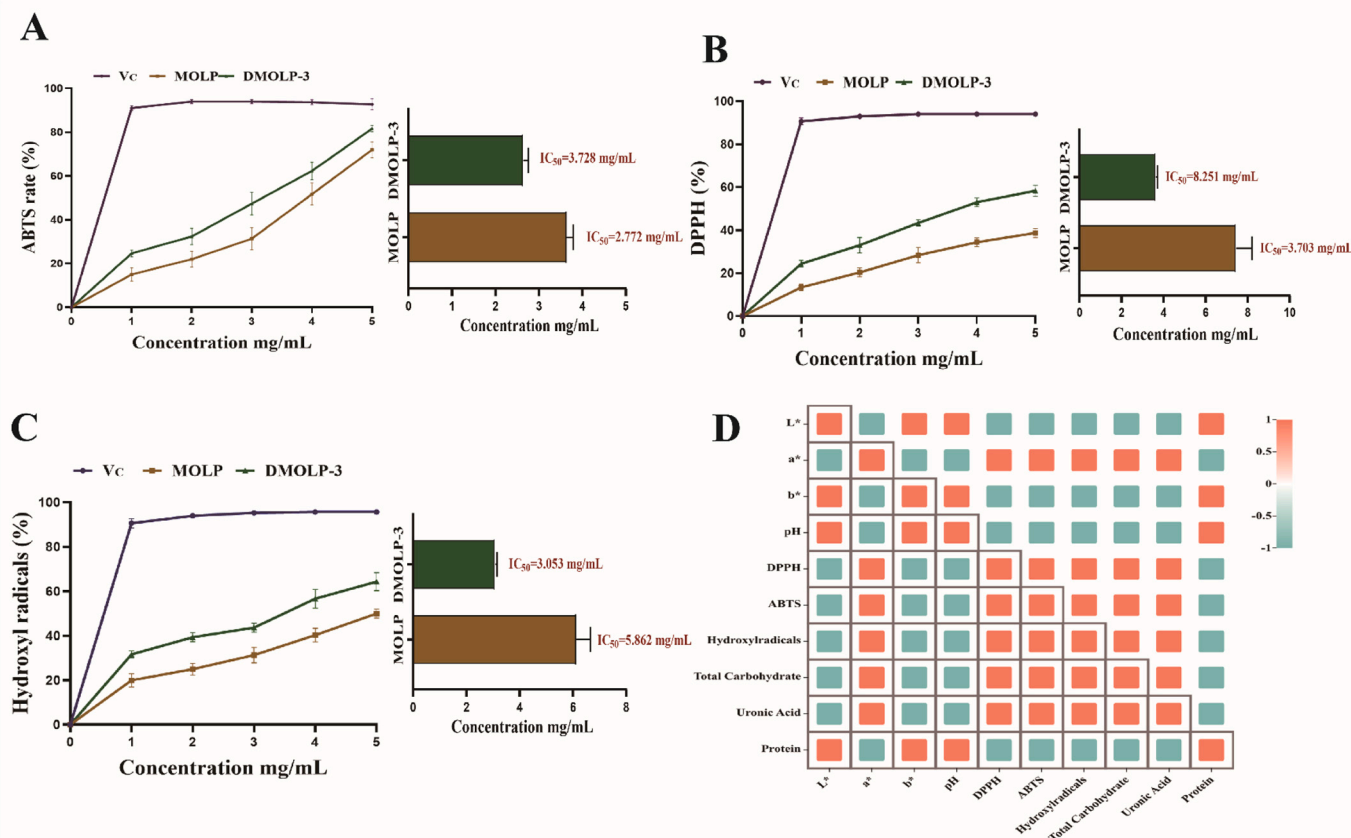 A
Vc MOLP DMOLP-3
ABTS rate (%)
100
80
60
40
20
0
0 1 2 3 4 5
Concentration mg/mL
DMOLP-3
MOLP
IC50=3.728 mg/mL
IC50=2.772 mg/mL
0 1 2 3 4 5
Concentration mg/mL
B
Vc MOLP DMOLP-3
DPPH (%)
100
80
60
40
20
0
0 1 2 3 4 5
Concentration mg/mL
DMOLP-3
MOLP
IC50=8.251 mg/mL
IC50=3.703 mg/mL
0 2 4 6 8 10
Concentration mg/mL
C
Vc MOLP DMOLP-3
Hydroxyl radicals (%)
100
80
60
40
20
0
0 1 2 3 4 5
Concentration mg/mL
DMOLP-3
MOLP
IC50=3.053 mg/mL
IC50=5.862 mg/mL
0 2 4 6 8
Concentration mg/mL
D
L*
a*
b*
pH
DPPH
ABTS
Hydroxylradicals
Total Carbohydrate
Uronic Acid
Protein
L* a* b* pH DPPH ABTS Hydroxylradicals Total Carbohydrate Uronic Acid Protein
1
0.5
0
-0.5
-1